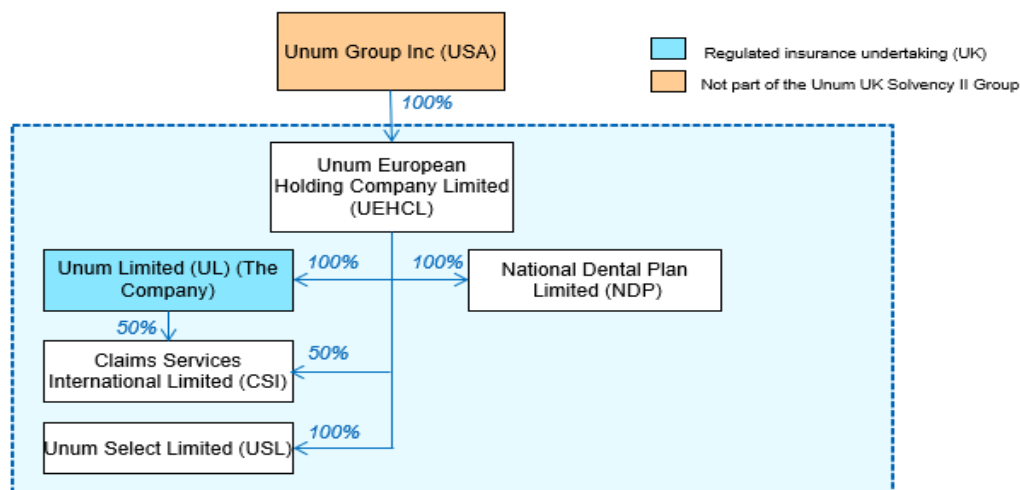 Unum Group Inc (USA)
Regulated insurance undertaking (UK)
Not part of the Unum UK Solvency II Group
100%
Unum European
Holding Company Limited
(UEHCL)
Unum Limited (UL) (The
Company)
100%
100%
National Dental Plan
Limited (NDP)
50%
Claims Services
International Limited (CSI)
50%
Unum Select Limited (USL)
100%